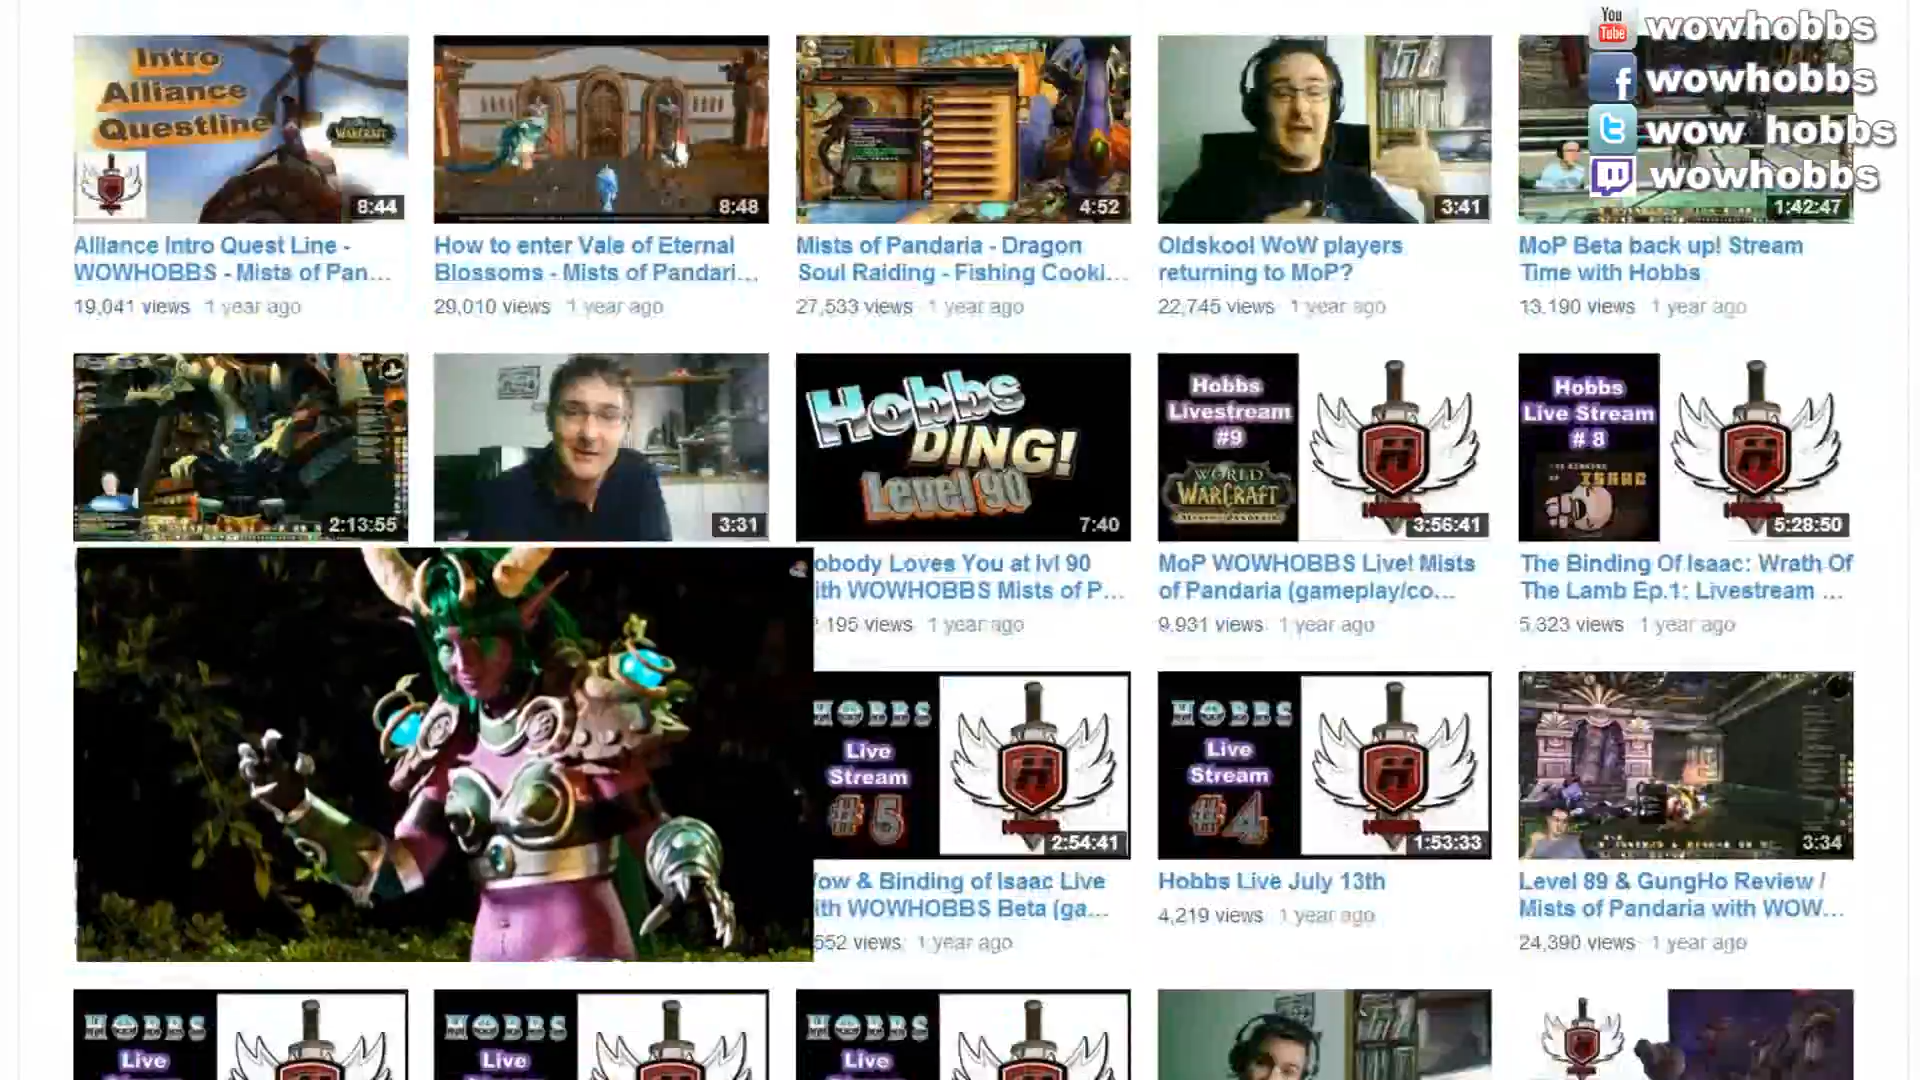 You
Tube
wowhobbs
f wowhobbs
wow_hobbs
wowhobbs
Intro
Alliance
Questline
WARCRAFT
8:44
8:48
4:52
3:41
1:42:47
Alliance Intro Quest Line -
WOWHOBBS - Mists of Pan...
19,041 views 1 year ago
How to enter Vale of Eternal
Blossoms - Mists of Pandari...
29,010 views 1 year ago
Mists of Pandaria - Dragon
Soul Raiding - Fishing Cooki...
27,533 views 1 year ago
Oldskool WoW players
returning to MoP?
22,745 views 1 year ago
MoP Beta back up! Stream
Time with Hobbs
13,190 views 1 year ago
2:13:55
3:31
Hobbs
DING!
Level 90
7:40
Hobbs
Livestream
#9
WORLD
WARCRAFT
3:56:41
Hobbs
Live Stream
# 8
ISAAC
5:28:50
obody Loves You at lvl 90
ith WOWHOBBS Mists of P...
195 views 1 year ago
MoP WOWHOBBS Live! Mists
of Pandaria (gameplay/co...
9,931 views 1 year ago
The Binding Of Isaac: Wrath Of
The Lamb Ep.1: Livestream ...
5,323 views 1 year ago
HOBBS
Live
Stream
#5
2:54:41
HOBBS
Live
Stream
#4
1:53:33
3:34
ow & Binding of Isaac Live
ith WOWHOBBS Beta (ga...
552 views 1 year ago
Hobbs Live July 13th
4,219 views 1 year ago
Level 89 & GungHo Review /
Mists of Pandaria with WOW...
24,390 views 1 year ago
HOBBS
Live
HOBBS
Live
HOBBS
Live